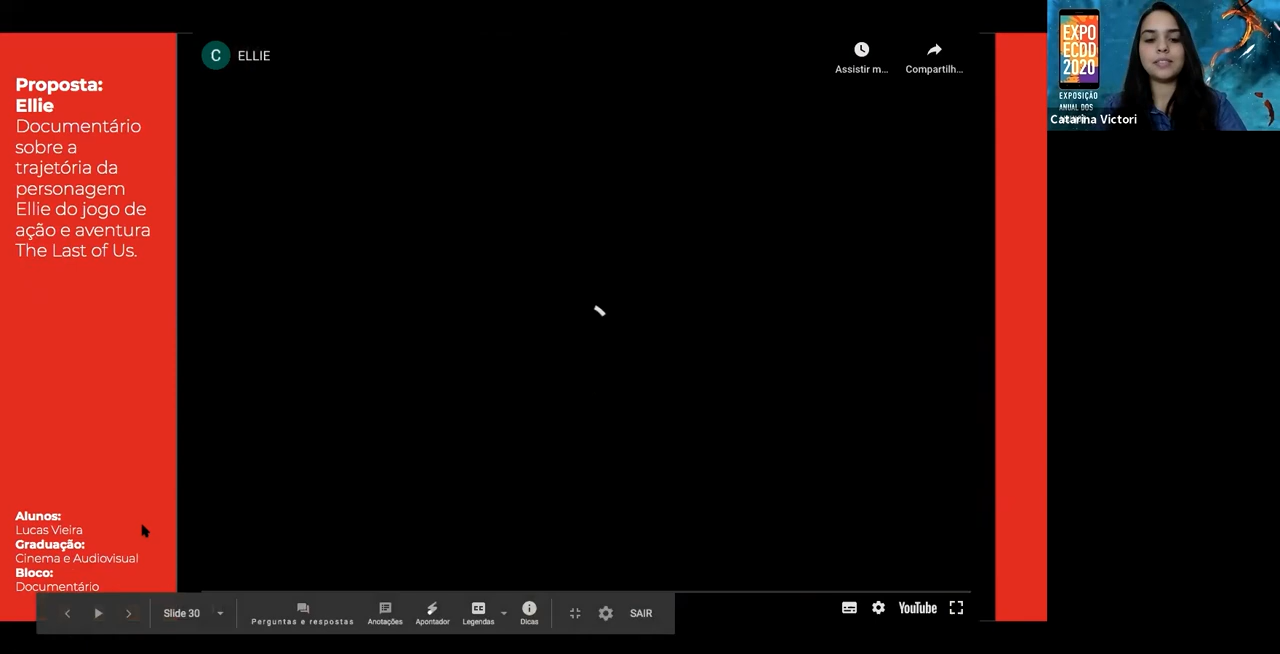 Proposta:
Ellie
Documentário
sobre a
trajetória da
personagem
Ellie do jogo de
ação e aventura
The Last of Us.
Alunos:
Lucas Vieira
Graduação:
Cinema e Audiovisual
Bloco:
Documentário
C ELLIE
Assistir m...
Compartilh...
YouTube
Slide 30
Perguntas e respostas
Anotações
Apontador
CC
Legendas
Dicas
SAIR
EXPO
ECDD
2020
EXPOSIÇÃO
ANUAL DOS
Catarina Victori